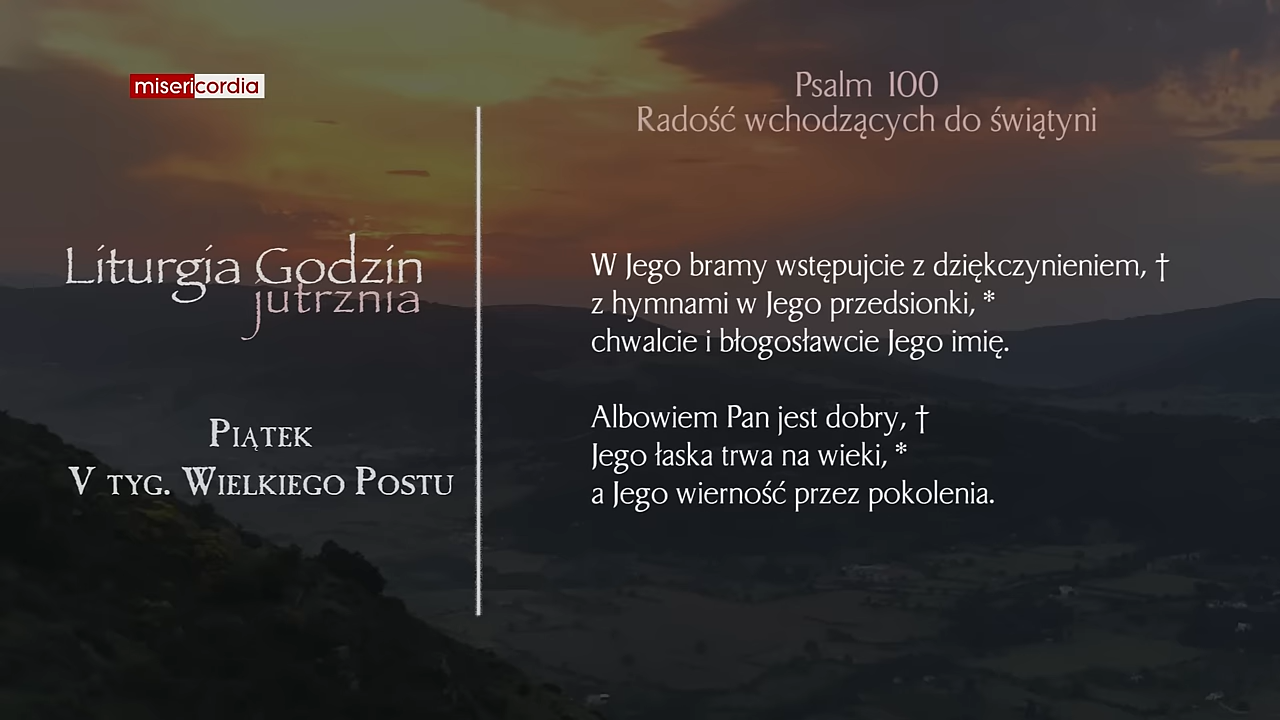 misericordia
Liturgia Godzin
jutrznia
Piątek
V tyg. Wielkiego Postu
Psalm 100
Radość wchodzących do świątyni
W Jego bramy wstępujcie z dziękczynieniem, †
z hymnami w Jego przedsionki, *
chwalcie i błogosławcie Jego imię.
Albowiem Pan jest dobry, †
Jego łaska trwa na wieki, *
a Jego wierność przez pokolenia.